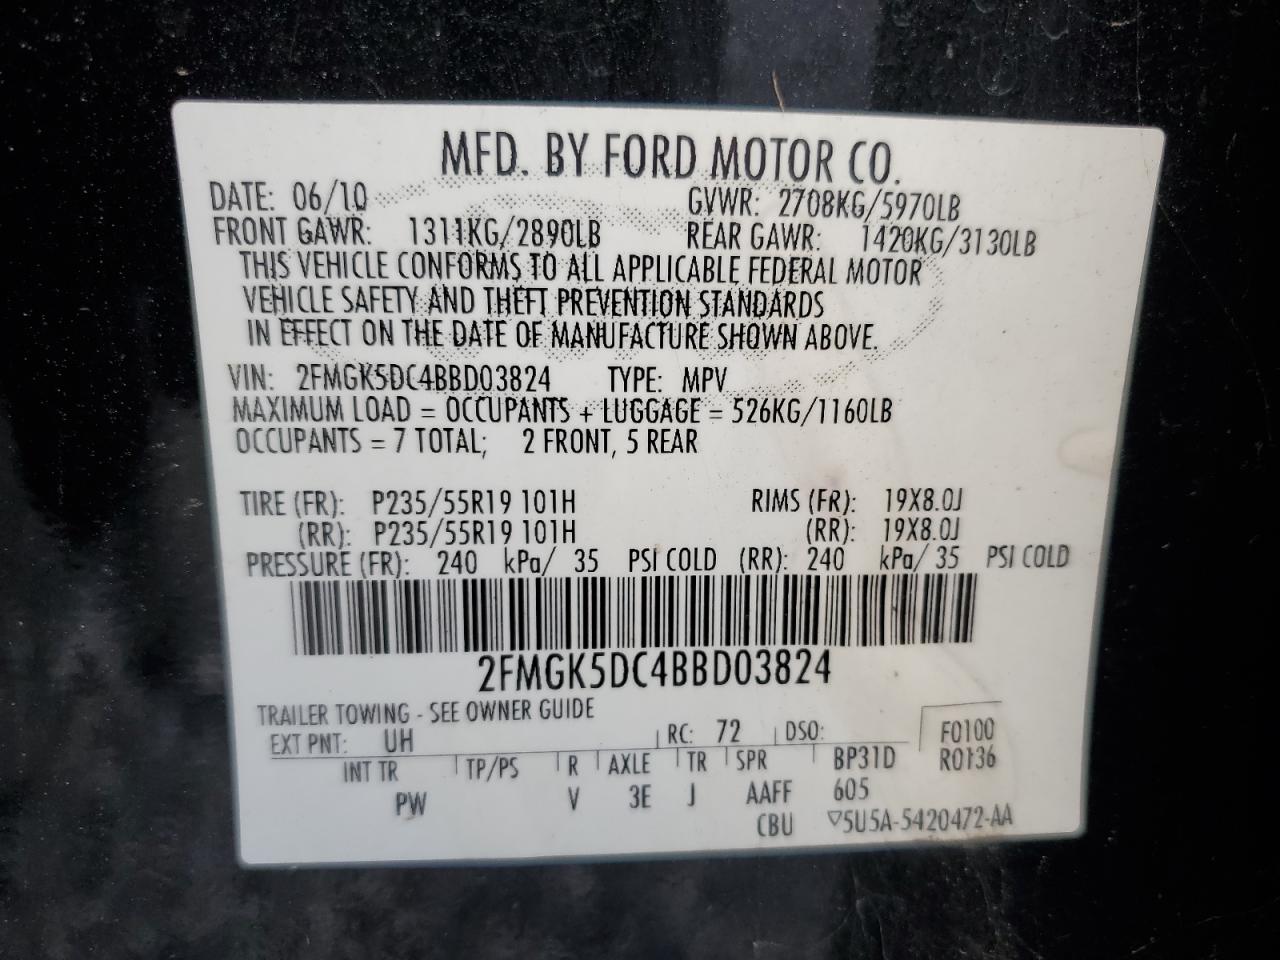 MFD. BY FORD MOTOR CO.
DATE: 06/10 GVWR: 2708KG/5970LB
FRONT GAWR: 1311KG/2890LB REAR GAWR: 1420KG/3130LB
THIS VEHICLE CONFORMS TO ALL APPLICABLE FEDERAL MOTOR
VEHICLE SAFETY AND THEFT PREVENTION STANDARDS
IN EFFECT ON THE DATE OF MANUFACTURE SHOWN ABOVE.
VIN: 2FMGK5DC4BBD03824 TYPE: MPV
MAXIMUM LOAD = OCCUPANTS + LUGGAGE = 526KG/1160LB
OCCUPANTS = 7 TOTAL; 2 FRONT, 5 REAR
TIRE (FR): P235/55R19 101H RIMS (FR): 19X8.0J
(RR): P235/55R19 101H (RR): 19X8.0J
PRESSURE (FR): 240 kPa/ 35 PSI COLD (RR): 240 kPa/ 35 PSI COLD
2FMGK5DC4BBD03824
TRAILER TOWING - SEE OWNER GUIDE
EXT PNT: UH RC: 72 DSO: F0100
INT TR TP/PS R AXLE TR SPR BP31D R0136
PW V 3E J AAFF 605
CBU ▽5U5A-5420472-AA